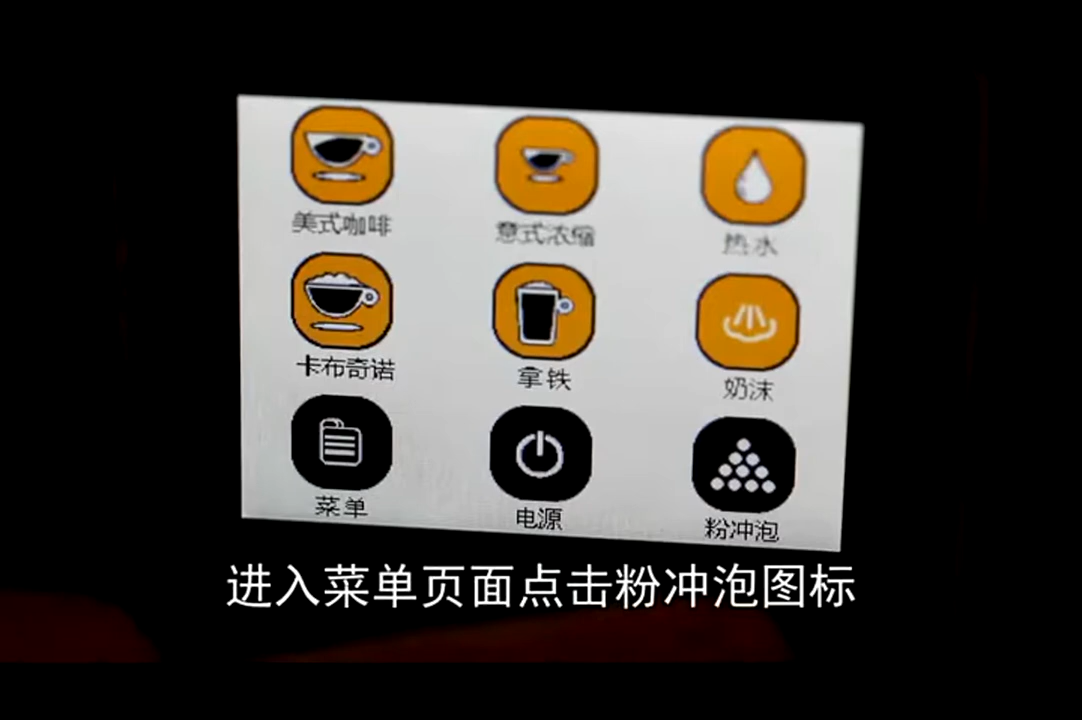 美式咖啡
意式浓缩
热水
卡布奇诺
拿铁
奶沫
菜单
电源
粉冲泡
进入菜单页面点击粉冲泡图标